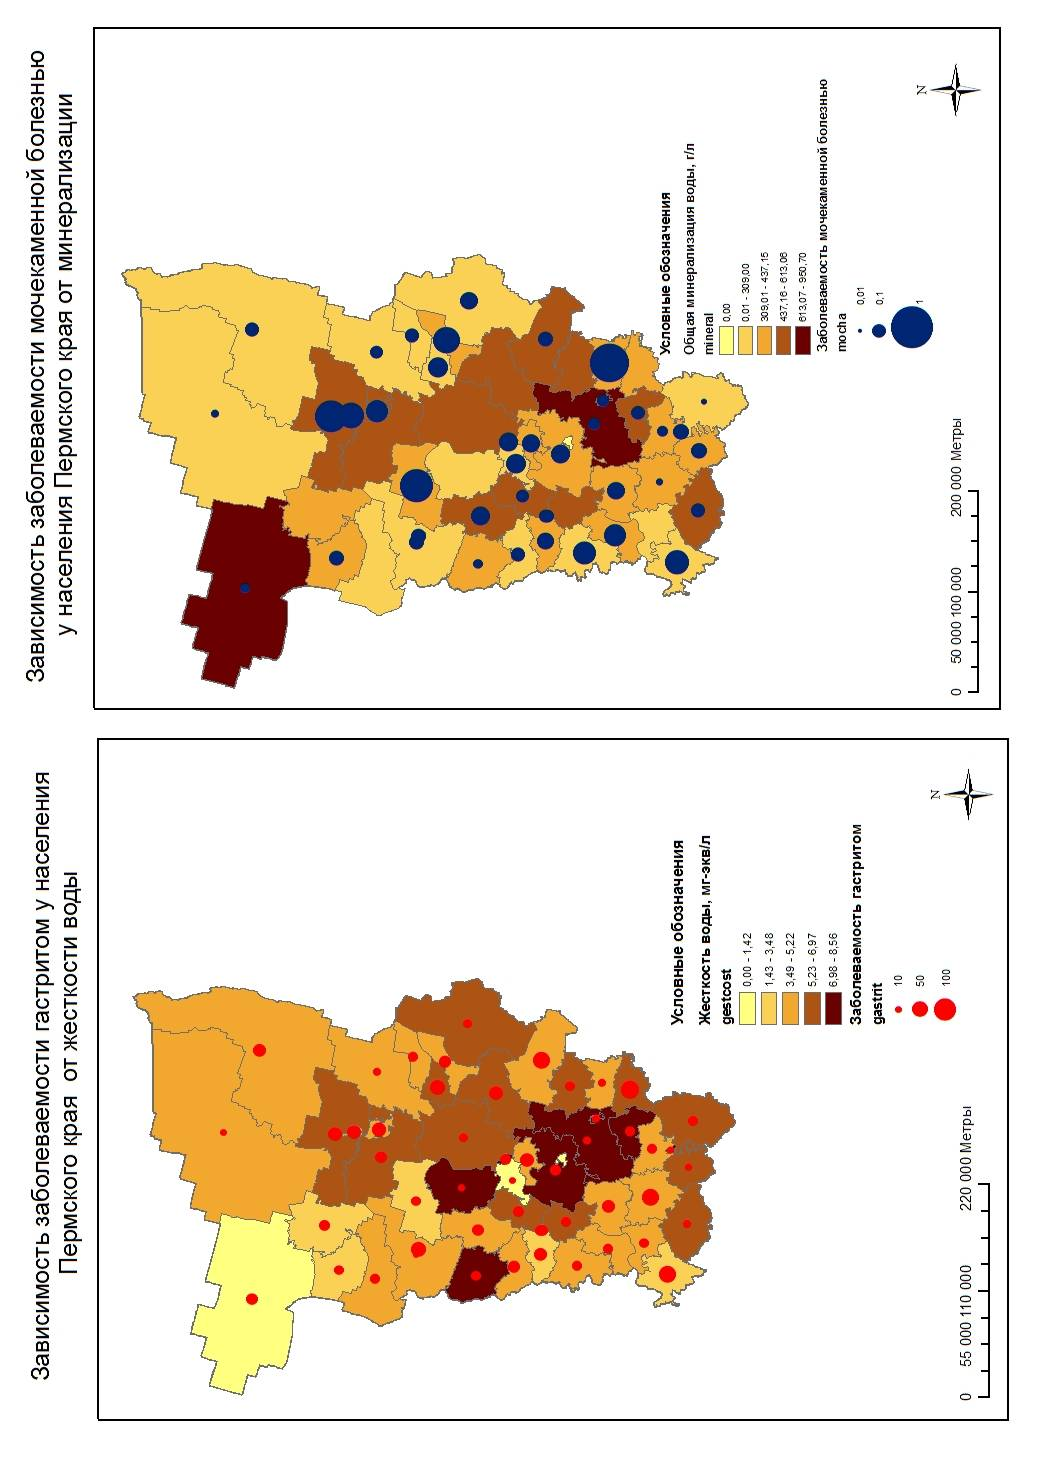 Зависимость заболеваемости мочекаменной болезнью
у населения Пермского края от минерализации
N
Условные обозначения
Общая минерализация воды, г/л
mineral
0,00
0,01 - 309,00
309,01 - 437,15
437,16 - 613,06
613,07 - 950,70
Заболеваемость мочекаменной болезнью
mocha
0,01
0,1
1
0 50 000 100 000 200 000 Метры
Зависимость заболеваемости гастритом у населения
Пермского края от жесткости воды
N
Условные обозначения
Жесткость воды, мг-экв/л
gestcost
0,00 - 1,42
1,43 - 3,48
3,49 - 5,22
5,23 - 6,97
6,98 - 8,56
Заболеваемость гастритом
gastrit
10
50
100
0 55 000 110 000 220 000 Метры